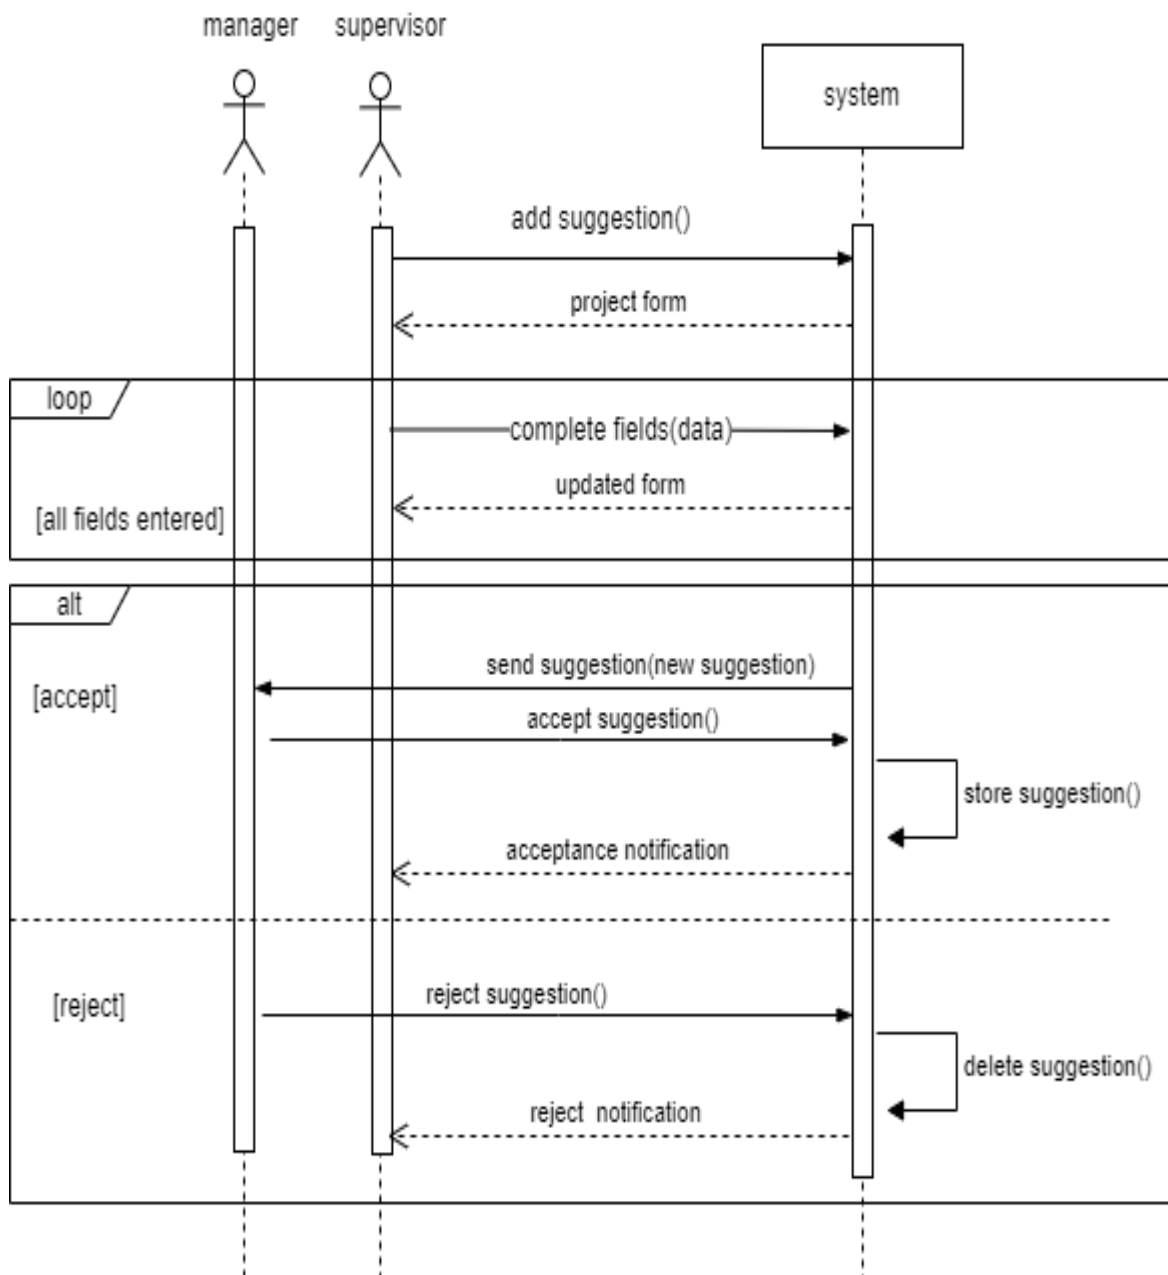 manager
supervisor
system
add suggestion()
project form
loop
complete fields(data)
updated form
[all fields entered]
alt
send suggestion(new suggestion)
[accept]
accept suggestion()
store suggestion()
acceptance notification
[reject]
reject suggestion()
delete suggestion()
reject notification